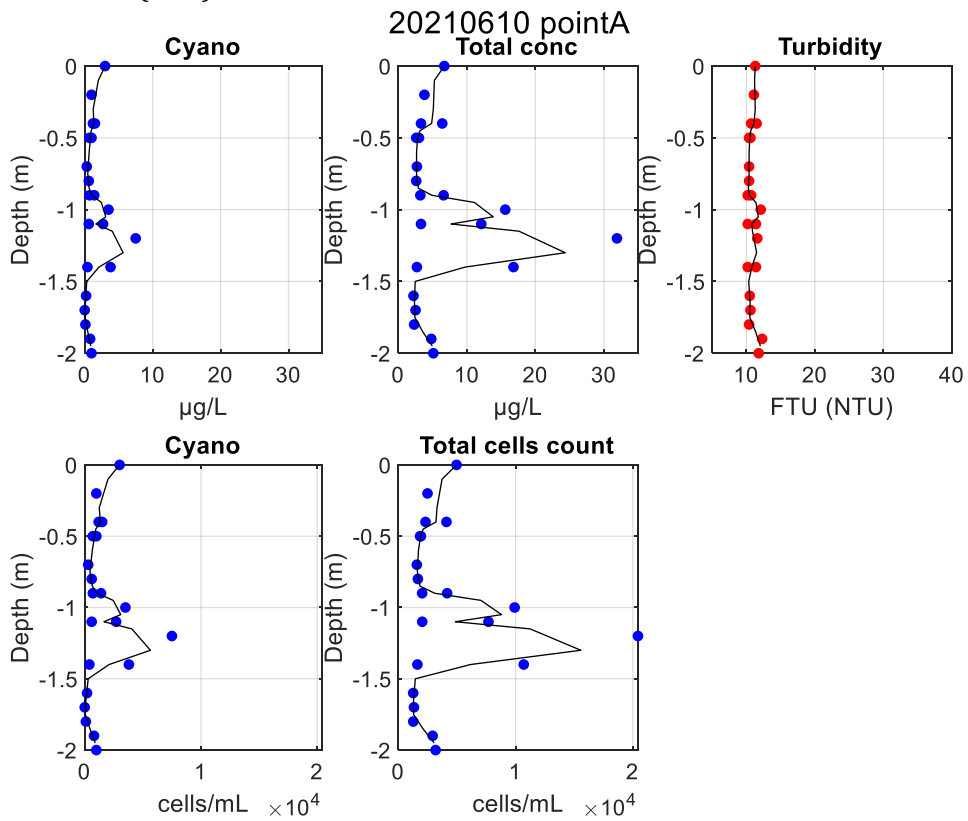 20210610 pointA
Cyano
Total conc
Turbidity
0
-0.5
-1
-1.5
-2
Depth (m)
0 10 20 30
µg/L
0
-0.5
-1
-1.5
-2
Depth (m)
0 10 20 30
µg/L
0
-0.5
-1
-1.5
-2
Depth (m)
10 20 30 40
FTU (NTU)
Cyano
Total cells count
0
-0.5
-1
-1.5
-2
Depth (m)
0 1 2
cells/mL ×10⁴
0
-0.5
-1
-1.5
-2
Depth (m)
0 1 2
cells/mL ×10⁴